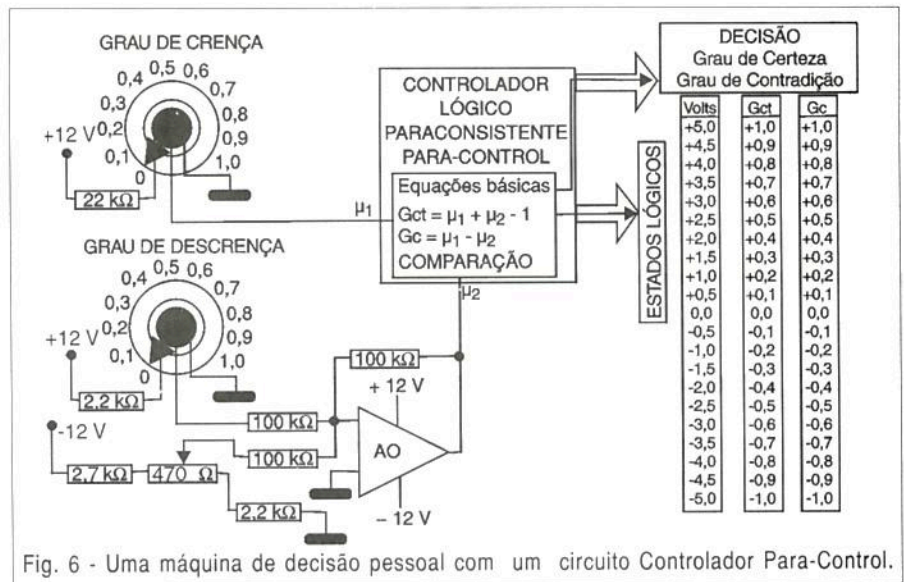 GRAU DE CRENÇA
0,5
0,4
0,6
0,3
0,7
0,2
0,8
0,1
0,9
0
1,0
+12 V
22 kΩ
µ1
GRAU DE DESCRENÇA
0,5
0,4
0,6
0,3
0,7
0,2
0,8
0,1
0,9
0
1,0
+12 V
2,2 kΩ
-12 V
2,7 kΩ
470 Ω
2,2 kΩ
100 kΩ
100 kΩ
100 kΩ
+ 12 V
AO
− 12 V
µ2
CONTROLADOR
LÓGICO
PARACONSISTENTE
PARA-CONTROL
Equações básicas
Gct = µ1 + µ2 - 1
Gc = µ1 - µ2
COMPARAÇÃO
ESTADOS LÓGICOS
DECISÃO
Grau de Certeza
Grau de Contradição
Volts Gct Gc
+5,0 +1,0 +1,0
+4,5 +0,9 +0,9
+4,0 +0,8 +0,8
+3,5 +0,7 +0,7
+3,0 +0,6 +0,6
+2,5 +0,5 +0,5
+2,0 +0,4 +0,4
+1,5 +0,3 +0,3
+1,0 +0,2 +0,2
+0,5 +0,1 +0,1
0,0 0,0 0,0
-0,5 -0,1 -0,1
-1,0 -0,2 -0,2
-1,5 -0,3 -0,3
-2,0 -0,4 -0,4
-2,5 -0,5 -0,5
-3,0 -0,6 -0,6
-3,5 -0,7 -0,7
-4,0 -0,8 -0,8
-4,5 -0,9 -0,9
-5,0 -1,0 -1,0
Fig. 6 - Uma máquina de decisão pessoal com um circuito Controlador Para-Control.